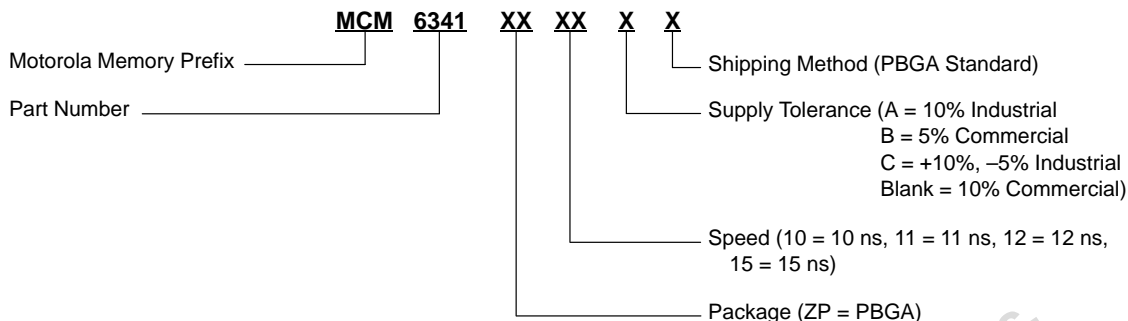 MCM 6341 XX XX X X
Motorola Memory Prefix
Part Number
Shipping Method (PBGA Standard)
Supply Tolerance (A = 10% Industrial
B = 5% Commercial
C = +10%, –5% Industrial
Blank = 10% Commercial)
Speed (10 = 10 ns, 11 = 11 ns, 12 = 12 ns,
15 = 15 ns)
Package (ZP = PBGA)